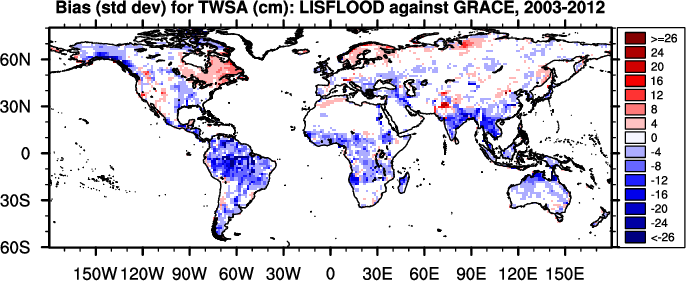 Bias (std dev) for TWSA (cm): LISFLOOD against GRACE, 2003-2012
60N
30N
0
30S
60S
150W 120W 90W 60W 30W 0 30E 60E 90E 120E 150E
>=26
24
20
16
12
8
4
0
-4
-8
-12
-16
-20
-24
<-26